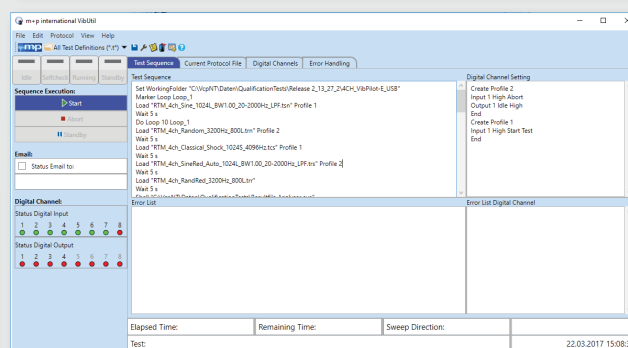 m+p international VibUtil
File Edit Protocol View Help
mp All Test Definitions (*.t*)
Idle Selfcheck Running Standby
Sequence Execution:
Start
Abort
Standby
Email:
Status Email to:
Digital Channel:
Status Digital Input
1 2 3 4 5 6 7 8
Status Digital Output
1 2 3 4 5 6 7 8
Test Sequence Current Protocol File Digital Channels Error Handling
Test Sequence
Set WorkingFolder "C:\VcpNT\Daten\QualificationTests\Release 2_13_27_2\4CH_VibPilot-E_USB"
Marker Loop Loop_1
Load "RTM_4ch_Sine_1024L_BW1.00_20-2000Hz_LPF.tsn" Profile 1
Wait 5 s
Do Loop 10 Loop_1
Load "RTM_4ch_Random_3200Hz_800L.trn" Profile 2
Wait 5 s
Load "RTM_4ch_Classical_Shock_1024S_4096Hz.tcs" Profile 1
Wait 5 s
Load "RTM_4ch_SineRed_Auto_1024L_BW1.00_20-2000Hz_LPF.trs" Profile 2
Wait 5 s
Load "RTM_4ch_RandRed_3200Hz_800L.trr"
Wait 5 s
Digital Channel Setting
Create Profile 2
Input 1 High Abort
Output 1 Idle High
End
Create Profile 1
Input 1 High Start Test
End
Error List
Error List Digital Channel
Elapsed Time: Remaining Time: Sweep Direction:
Test: 22.03.2017 15:08:3